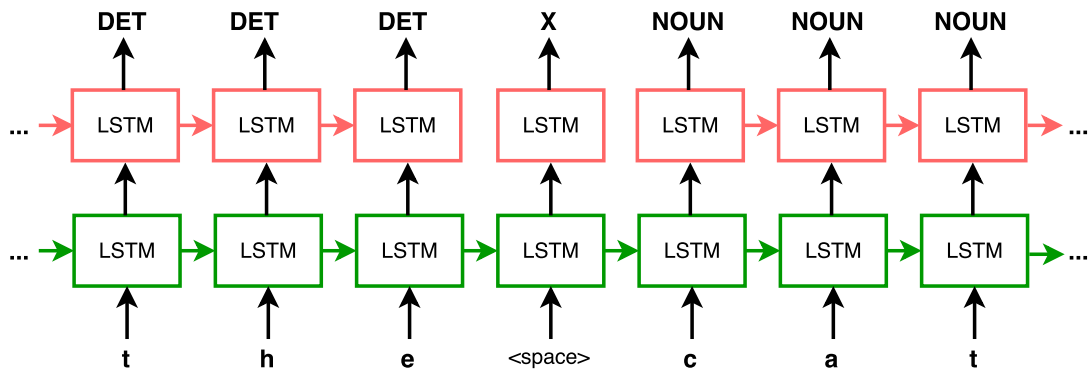 DET DET DET X NOUN NOUN NOUN
... LSTM LSTM LSTM LSTM LSTM LSTM LSTM ...
... LSTM LSTM LSTM LSTM LSTM LSTM LSTM ...
t h e <space> c a t